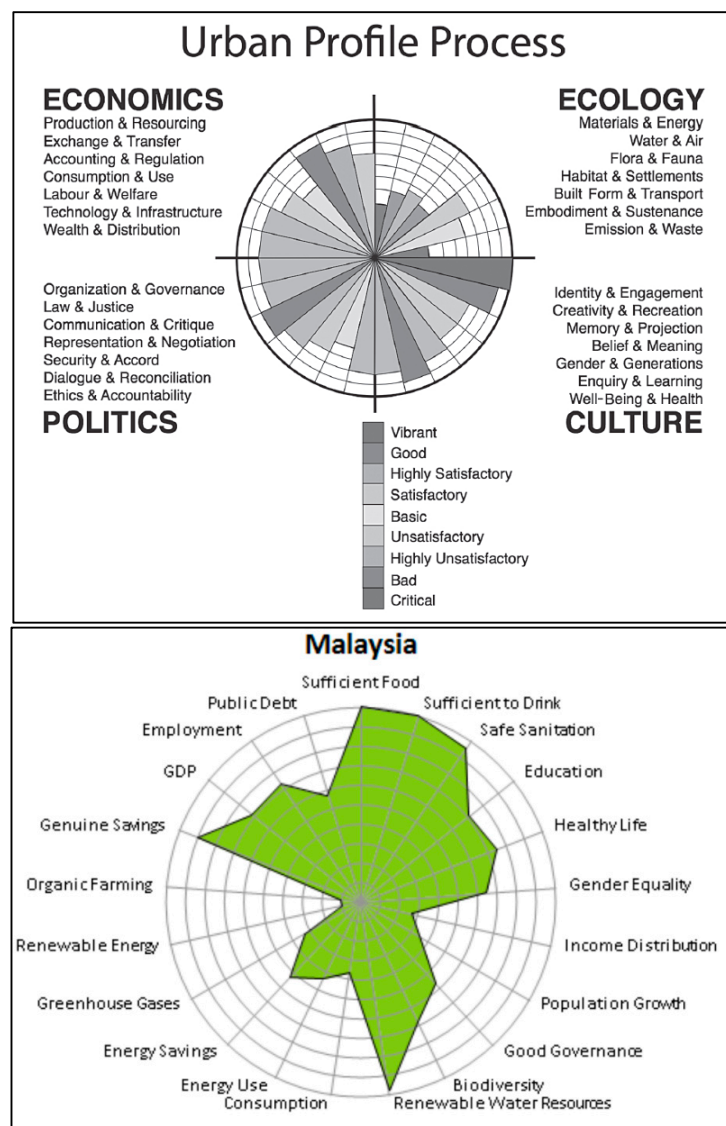 Urban Profile Process
ECONOMICS
Production & Resourcing
Exchange & Transfer
Accounting & Regulation
Consumption & Use
Labour & Welfare
Technology & Infrastructure
Wealth & Distribution
ECOLOGY
Materials & Energy
Water & Air
Flora & Fauna
Habitat & Settlements
Built Form & Transport
Embodiment & Sustenance
Emission & Waste
Organization & Governance
Law & Justice
Communication & Critique
Representation & Negotiation
Security & Accord
Dialogue & Reconciliation
Ethics & Accountability
POLITICS
Identity & Engagement
Creativity & Recreation
Memory & Projection
Belief & Meaning
Gender & Generations
Enquiry & Learning
Well-Being & Health
CULTURE
Vibrant
Good
Highly Satisfactory
Satisfactory
Basic
Unsatisfactory
Highly Unsatisfactory
Bad
Critical
Malaysia
Sufficient Food
Sufficient to Drink
Safe Sanitation
Education
Healthy Life
Gender Equality
Income Distribution
Population Growth
Good Governance
Biodiversity
Renewable Water Resources
Consumption
Energy Use
Energy Savings
Greenhouse Gases
Renewable Energy
Organic Farming
Genuine Savings
GDP
Employment
Public Debt